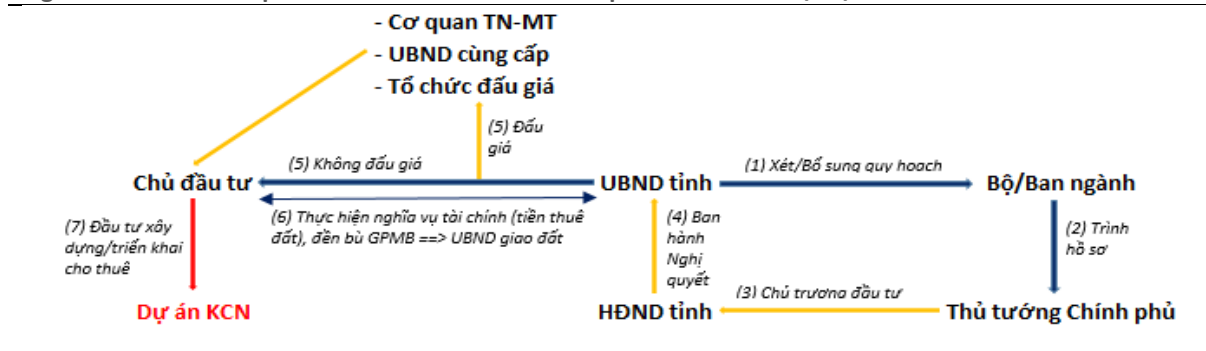 - Cơ quan TN-MT
- UBND cùng cấp
- Tổ chức đấu giá
(5) Đấu
giá
(5) Không đấu giá
(1) Xét/Bổ sung quy hoạch
Chủ đầu tư
UBND tỉnh
Bộ/Ban ngành
(7) Đầu tư xây
dựng/triển khai
cho thuê
(6) Thực hiện nghĩa vụ tài chính (tiền thuê
đất), đền bù GPMB ==> UBND giao đất
(4) Ban
hành
Nghị
quyết
(2) Trình
hồ sơ
(3) Chủ trương đầu tư
Dự án KCN
HĐND tỉnh
Thủ tướng Chính phủ